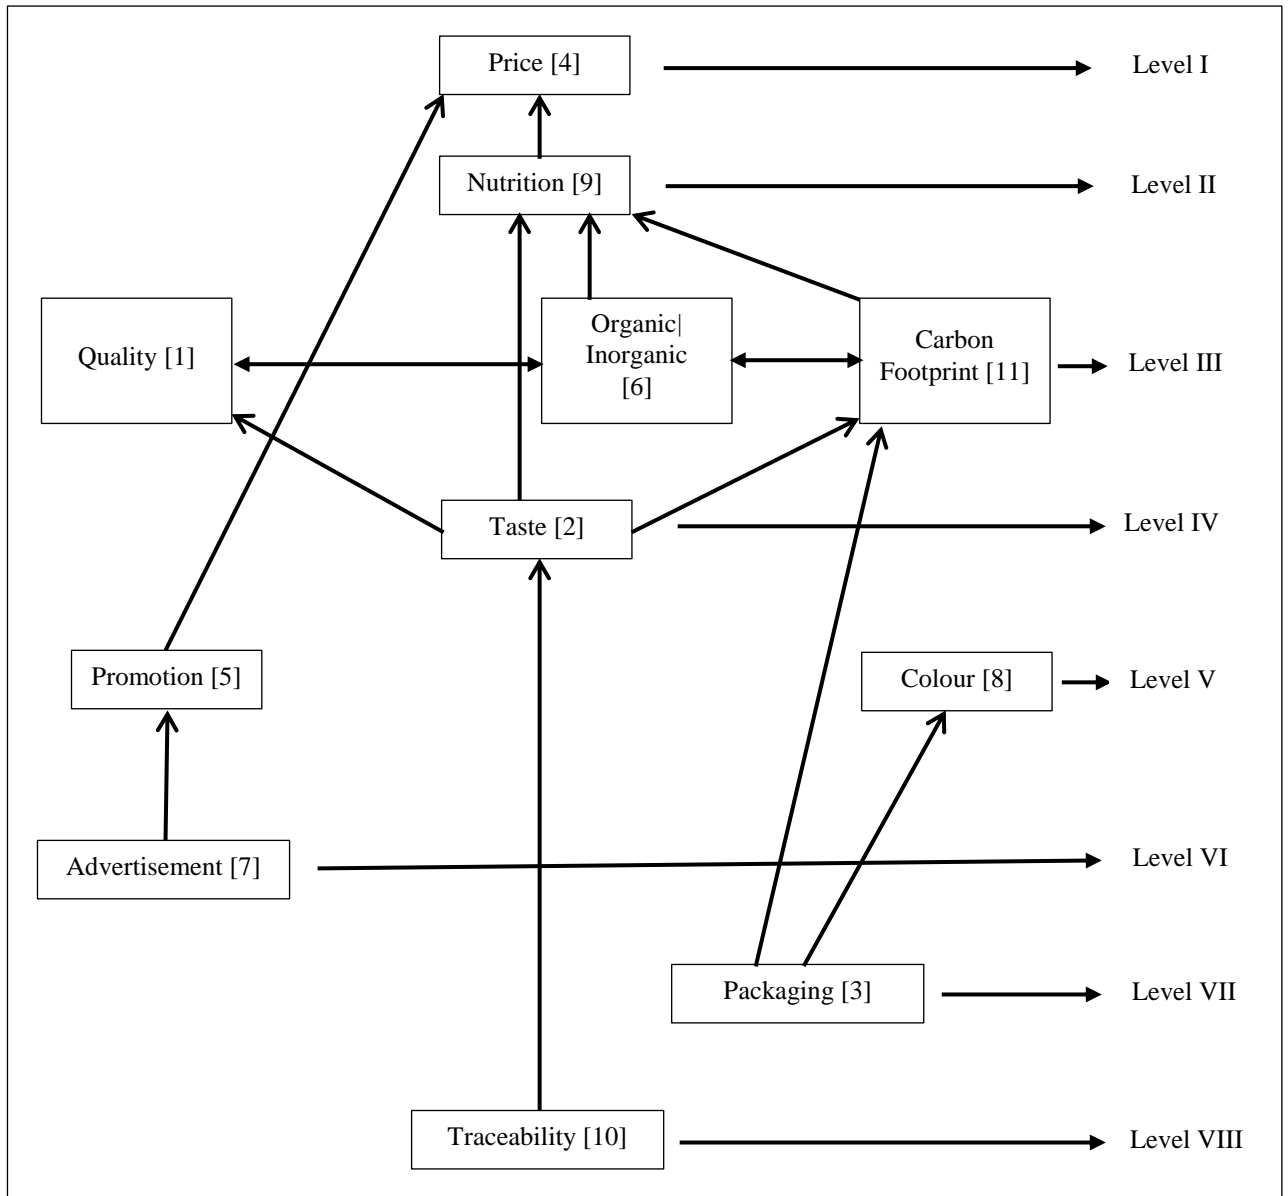 Price [4]
Level I
Nutrition [9]
Level II
Quality [1]
Organic|
Inorganic
[6]
Carbon
Footprint [11]
Level III
Taste [2]
Level IV
Promotion [5]
Colour [8]
Level V
Advertisement [7]
Level VI
Packaging [3]
Level VII
Traceability [10]
Level VIII